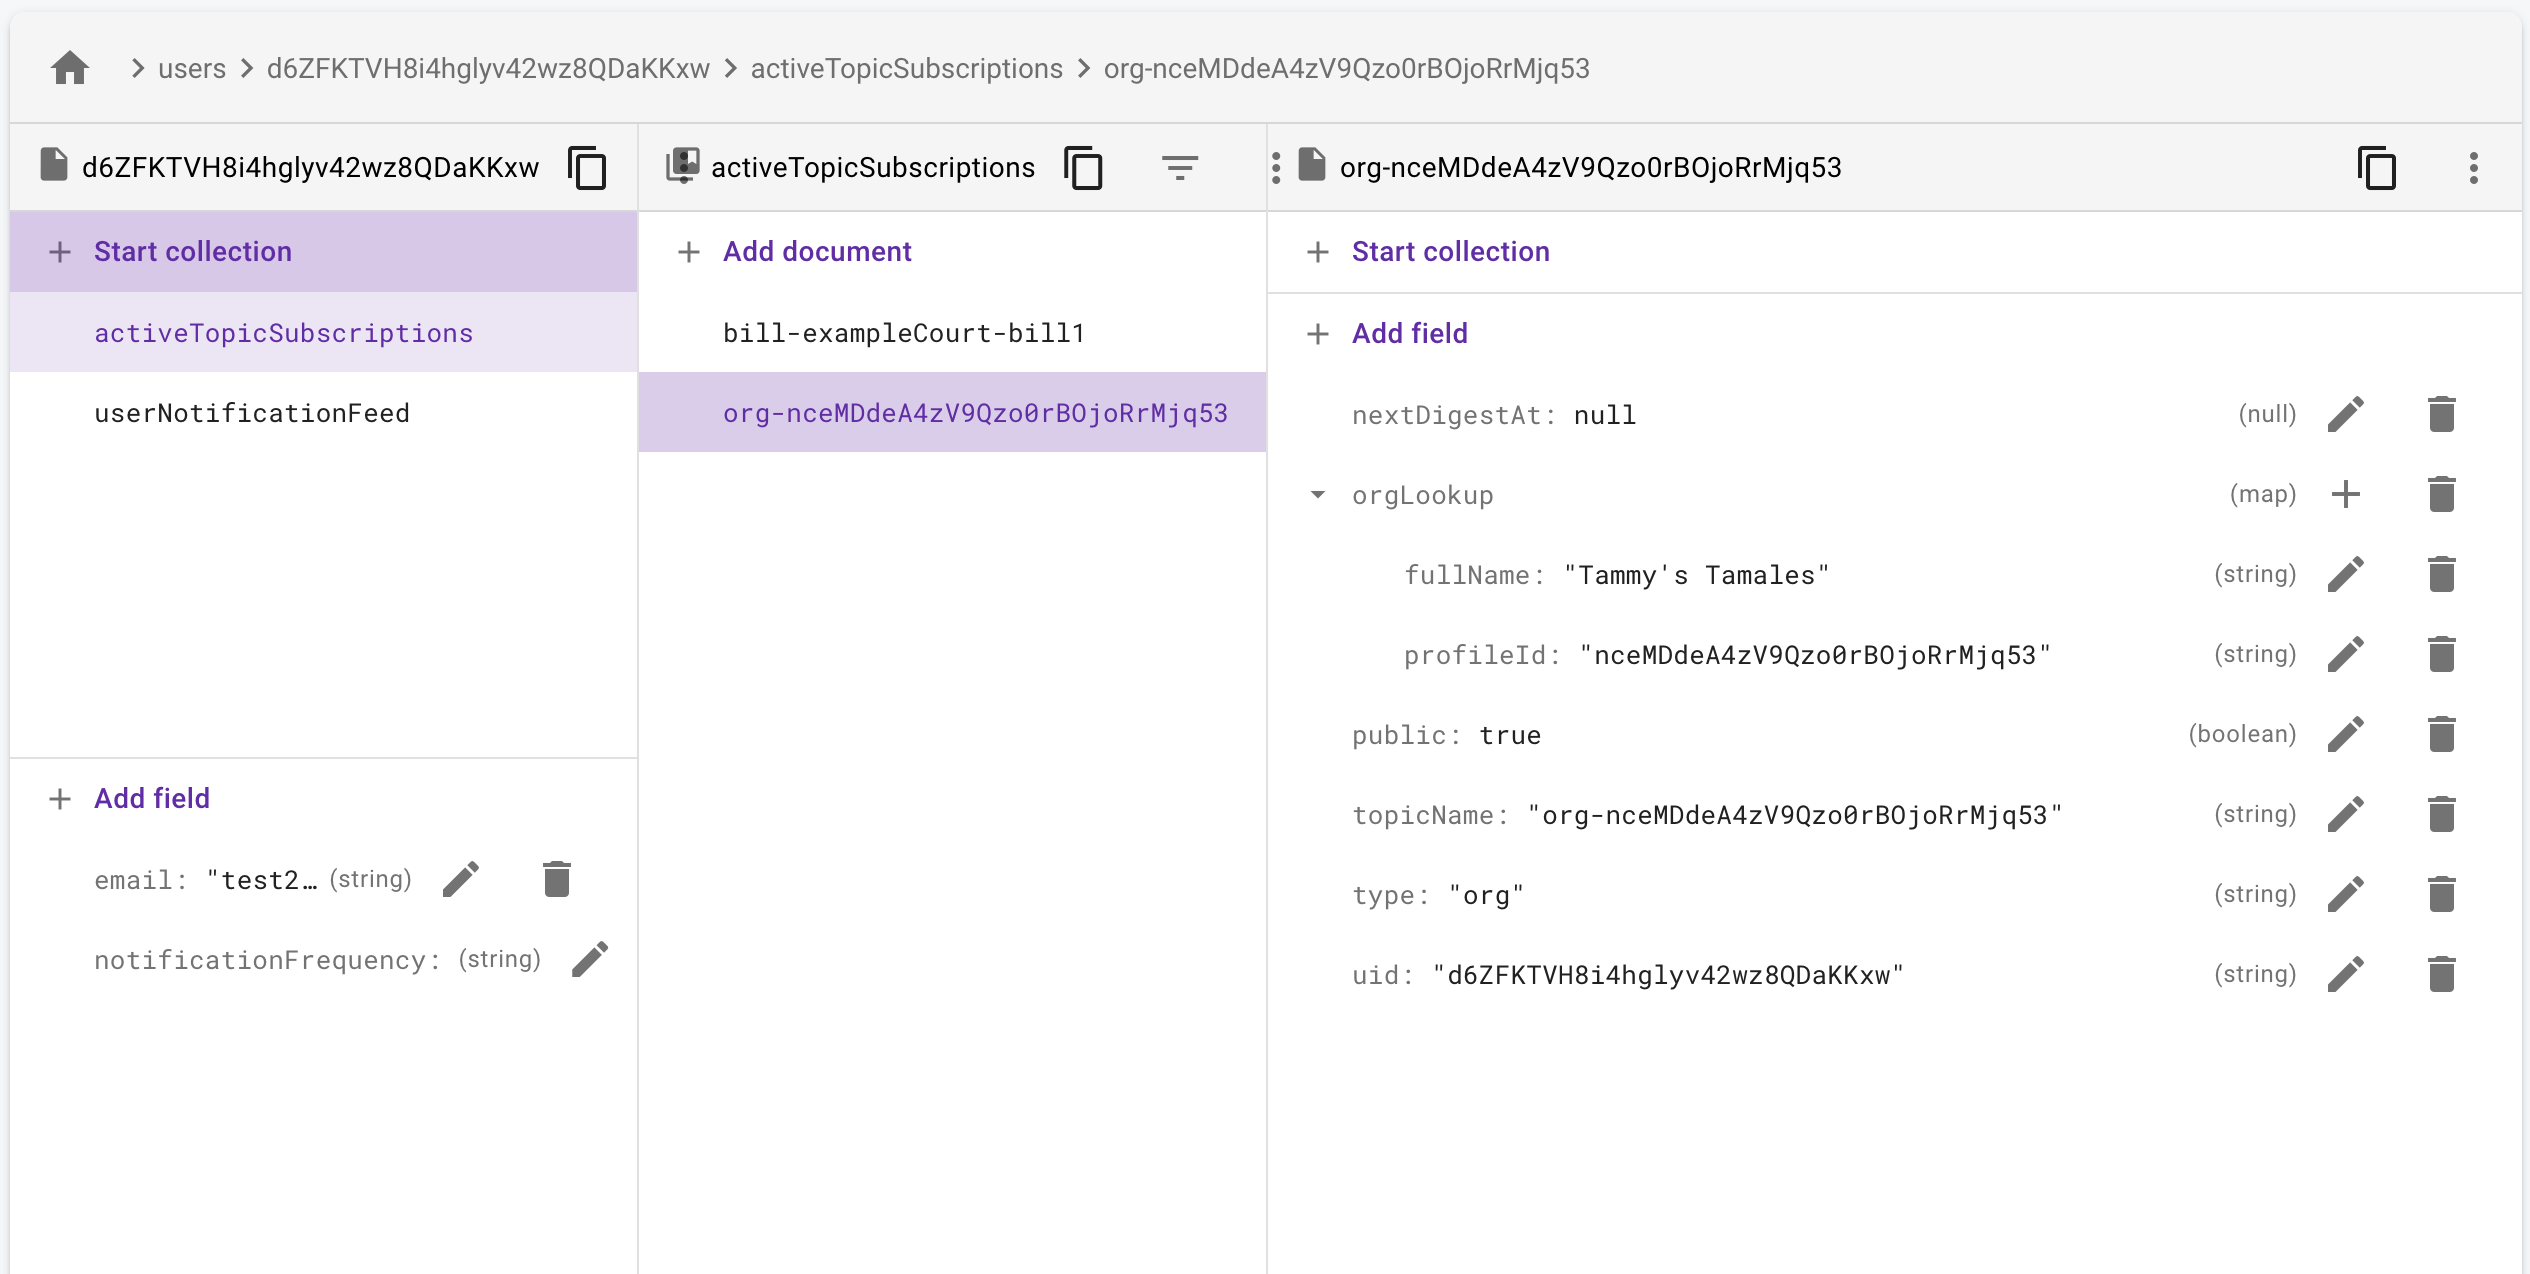 users d6ZFKTVH8i4hglyv42wz8QDaKKxw activeTopicSubscriptions org-nceMDdeA4zV9Qzo0rBOjoRrMjq53
d6ZFKTVH8i4hglyv42wz8QDaKKxw
Start collection
activeTopicSubscriptions
userNotificationFeed
Add field
email: "test2… (string)
notificationFrequency: (string)
activeTopicSubscriptions
Add document
bill-exampleCourt-bill1
org-nceMDdeA4zV9Qzo0rBOjoRrMjq53
org-nceMDdeA4zV9Qzo0rBOjoRrMjq53
Start collection
Add field
nextDigestAt: null (null)
orgLookup (map)
fullName: "Tammy's Tamales" (string)
profileId: "nceMDdeA4zV9Qzo0rBOjoRrMjq53" (string)
public: true (boolean)
topicName: "org-nceMDdeA4zV9Qzo0rBOjoRrMjq53" (string)
type: "org" (string)
uid: "d6ZFKTVH8i4hglyv42wz8QDaKKxw" (string)